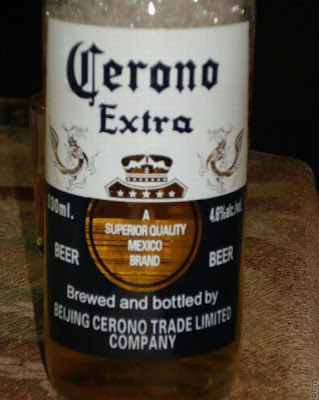 Cerono
Extra
330ml.
4.6%alc./vol.
A
SUPERIOR QUALITY
MEXICO
BRAND
BEER
BEER
Brewed and bottled by
BEIJING CERONO TRADE LIMITED
COMPANY